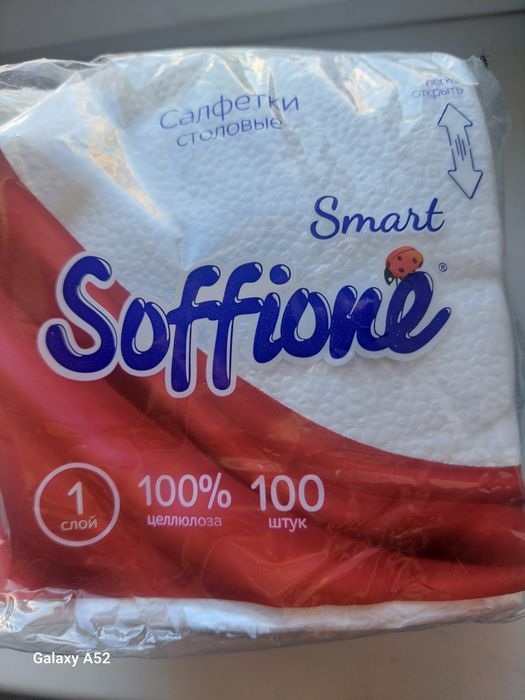 Салфетки
столовые
легко
открыть
Smart
Soffione®
1
слой
100%
целлюлоза
100
штук
Galaxy A52